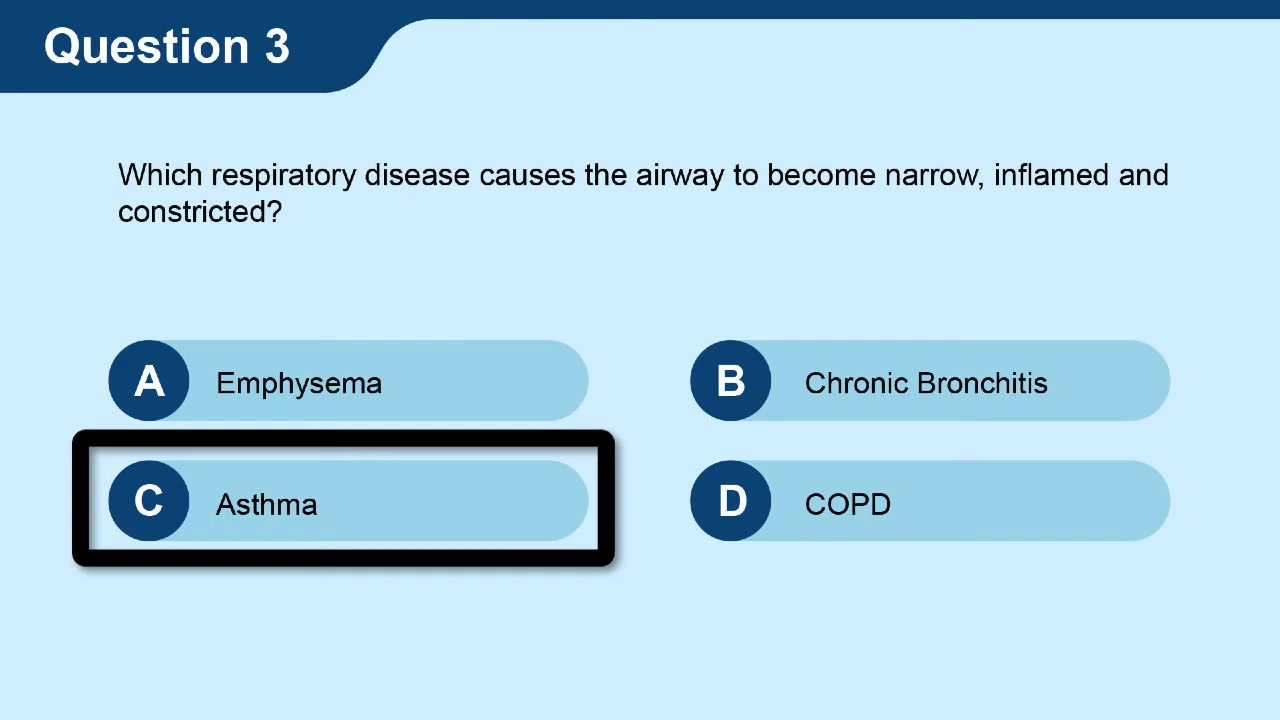 Question 3
Which respiratory disease causes the airway to become narrow, inflamed and
constricted?
A Emphysema
B Chronic Bronchitis
C Asthma
D COPD